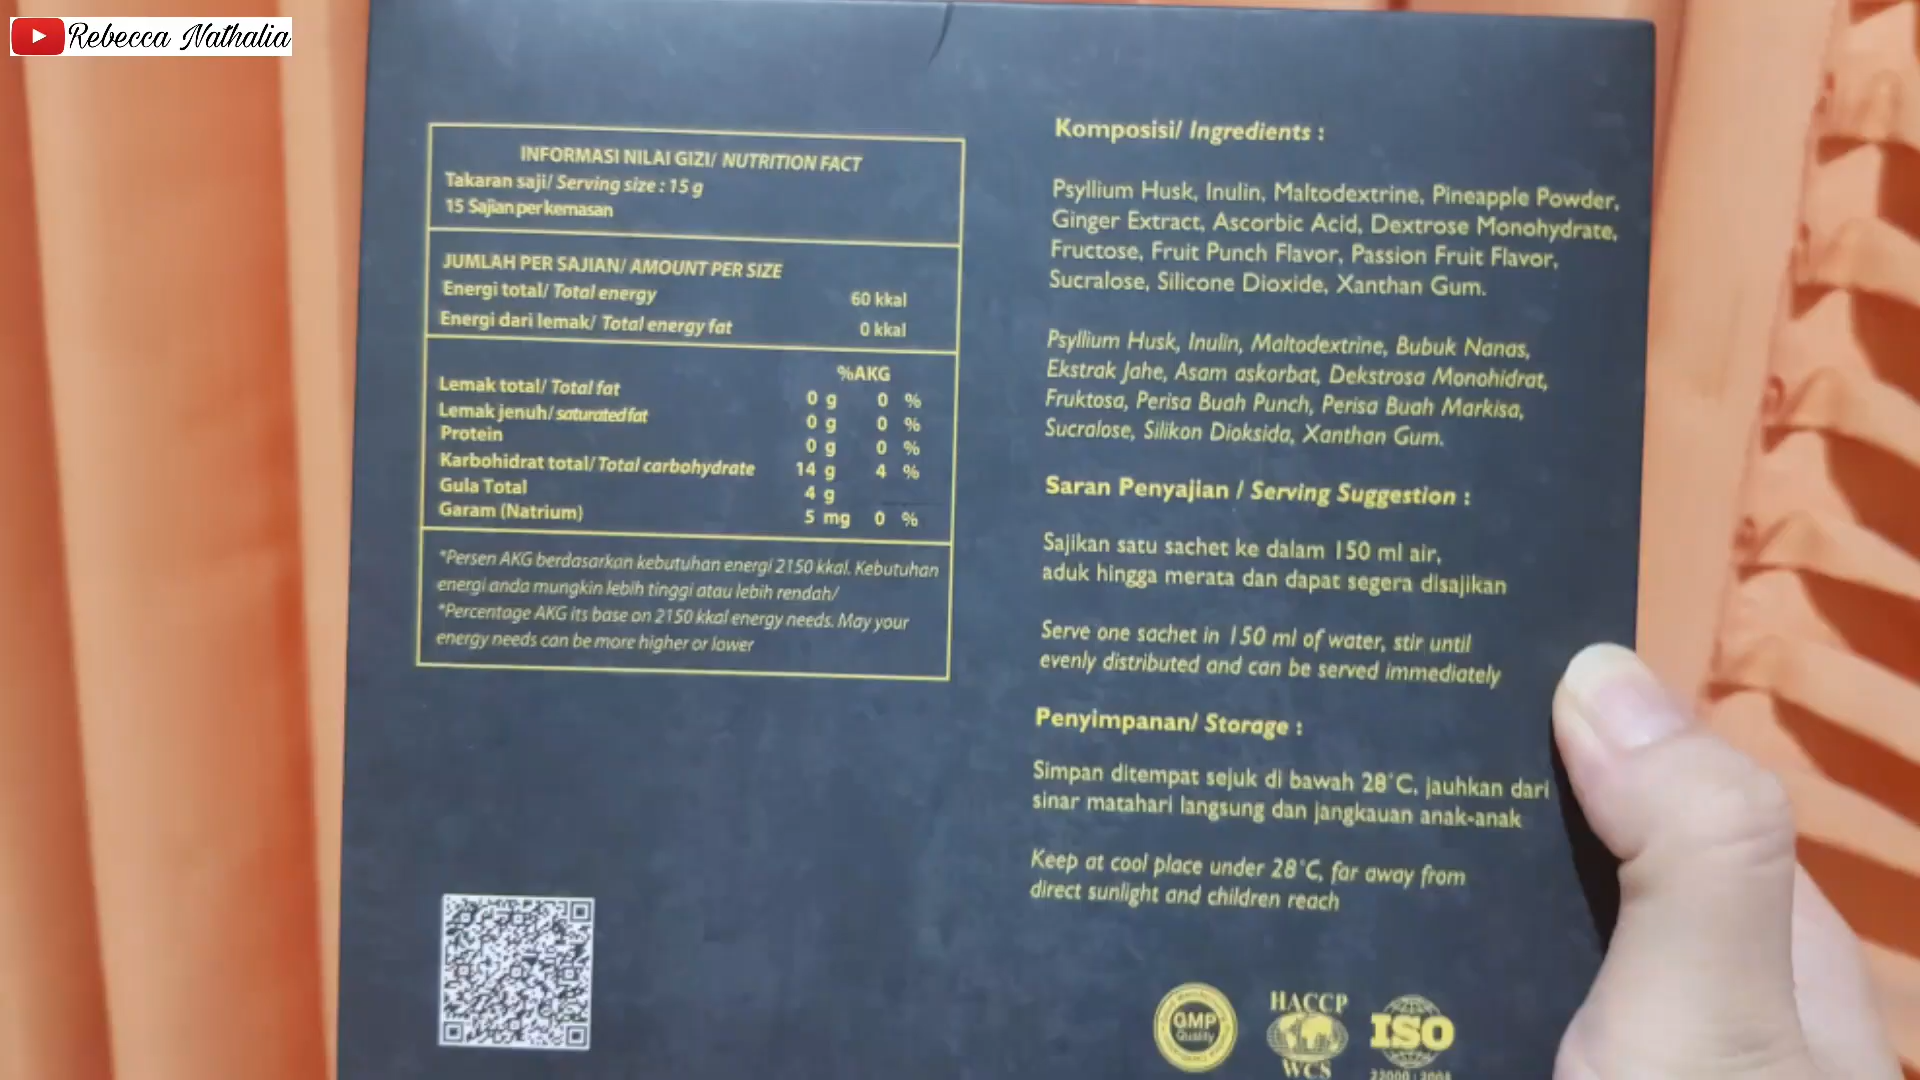 Rebecca Nathalia
INFORMASI NILAI GIZI/ NUTRITION FACT
Takaran saji/ Serving size : 15 g
15 Sajian per kemasan
JUMLAH PER SAJIAN/ AMOUNT PER SIZE
Energi total/ Total energy 60 kkal
Energi dari lemak/ Total energy fat 0 kkal
%AKG
Lemak total/ Total fat 0 g 0 %
Lemak jenuh/ saturated fat 0 g 0 %
Protein 0 g 0 %
Karbohidrat total/ Total carbohydrate 14 g 4 %
Gula Total 4 g
Garam (Natrium) 5 mg 0 %
*Persen AKG berdasarkan kebutuhan energi 2150 kkal. Kebutuhan
energi anda mungkin lebih tinggi atau lebih rendah/
*Percentage AKG its base on 2150 kkal energy needs. May your
energy needs can be more higher or lower
Komposisi/ Ingredients :
Psyllium Husk, Inulin, Maltodextrine, Pineapple Powder,
Ginger Extract, Ascorbic Acid, Dextrose Monohydrate,
Fructose, Fruit Punch Flavor, Passion Fruit Flavor,
Sucralose, Silicone Dioxide, Xanthan Gum.
Psyllium Husk, Inulin, Maltodextrine, Bubuk Nanas,
Ekstrak Jahe, Asam askorbat, Dekstrosa Monohidrat,
Fruktosa, Perisa Buah Punch, Perisa Buah Markisa,
Sucralose, Silikon Dioksida, Xanthan Gum.
Saran Penyajian / Serving Suggestion :
Sajikan satu sachet ke dalam 150 ml air,
aduk hingga merata dan dapat segera disajikan
Serve one sachet in 150 ml of water, stir until
evenly distributed and can be served immediately
Penyimpanan/ Storage :
Simpan ditempat sejuk di bawah 28°C, jauhkan dari
sinar matahari langsung dan jangkauan anak-anak
Keep at cool place under 28°C, far away from
direct sunlight and children reach
GMP
Quality
HACCP
WCS
ISO
22000 : 2005